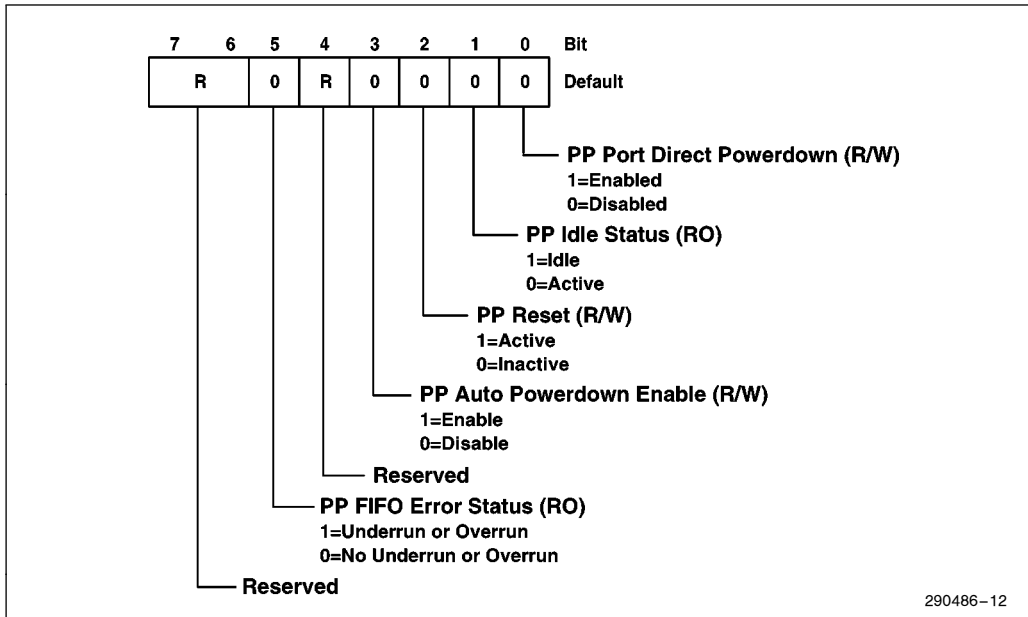 7 6 5 4 3 2 1 0 Bit
R 0 R 0 0 0 0 Default
PP Port Direct Powerdown (R/W)
1=Enabled
0=Disabled
PP Idle Status (RO)
1=Idle
0=Active
PP Reset (R/W)
1=Active
0=Inactive
PP Auto Powerdown Enable (R/W)
1=Enable
0=Disable
Reserved
PP FIFO Error Status (RO)
1=Underrun or Overrun
0=No Underrun or Overrun
Reserved
290486–12